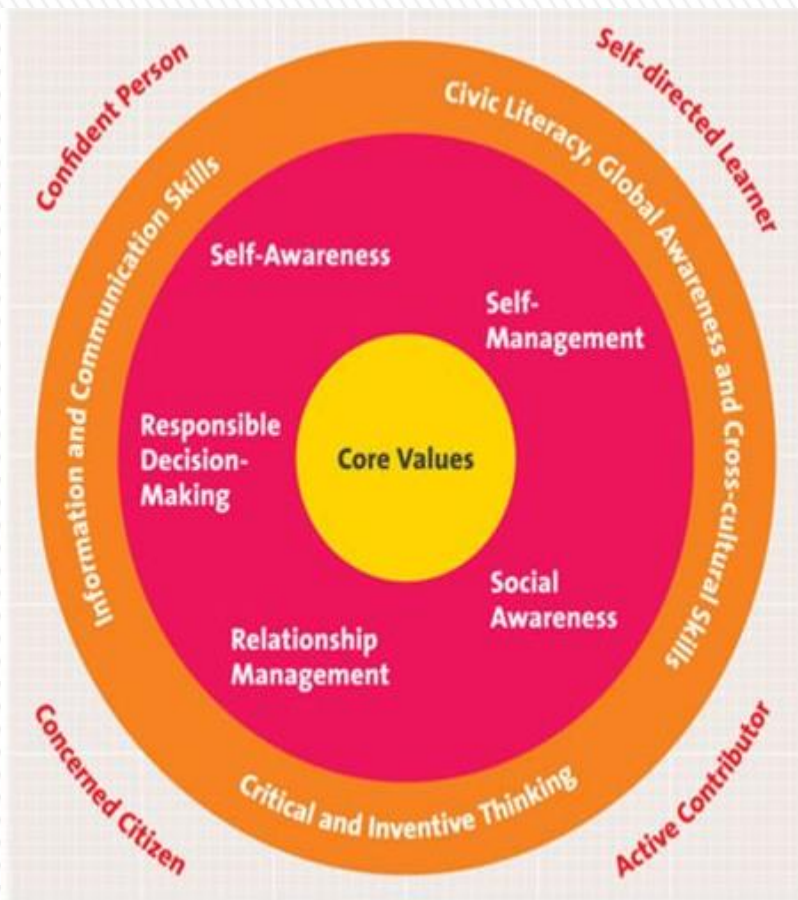 Confident Person
Self-directed Learner
Civic Literacy, Global Awareness and Cross-cultural Skills
Information and Communication Skills
Self-Awareness
Self-
Management
Responsible
Decision-
Making
Core Values
Social
Awareness
Relationship
Management
Critical and Inventive Thinking
Concerned Citizen
Active Contributor